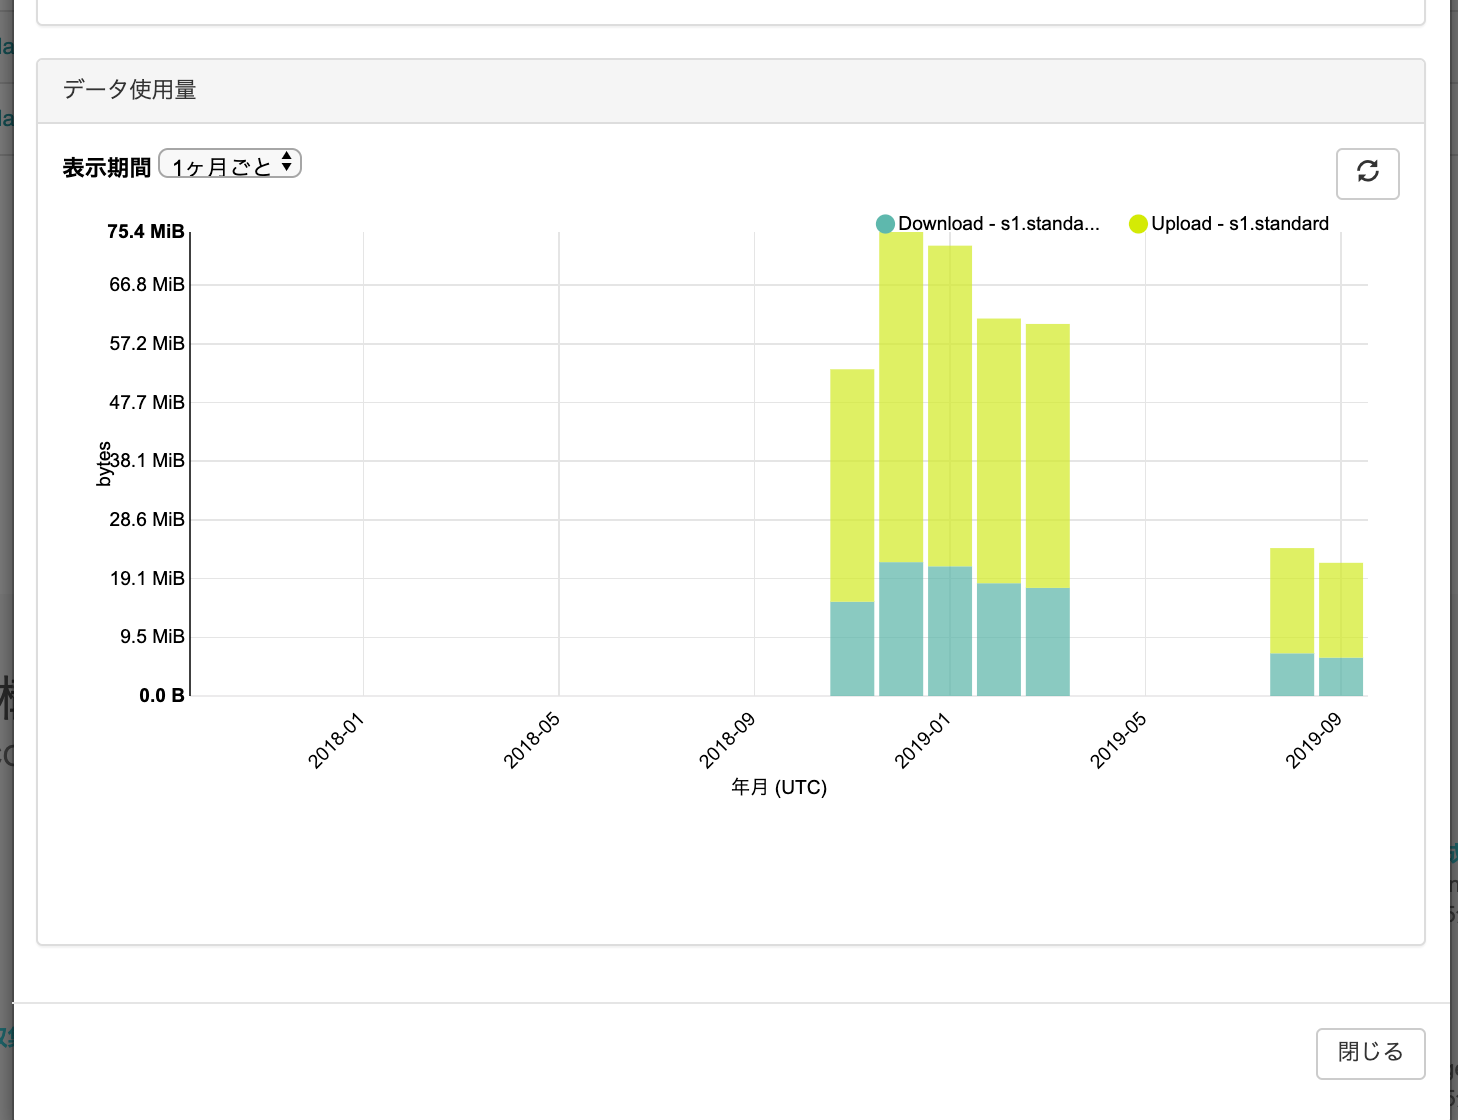 データ使用量
表示期間 1ヶ月ごと
Download - s1.standa... Upload - s1.standard
75.4 MiB
66.8 MiB
57.2 MiB
47.7 MiB
38.1 MiB
28.6 MiB
19.1 MiB
9.5 MiB
0.0 B
bytes
2018-01 2018-05 2018-09 2019-01 2019-05 2019-09
年月 (UTC)
閉じる